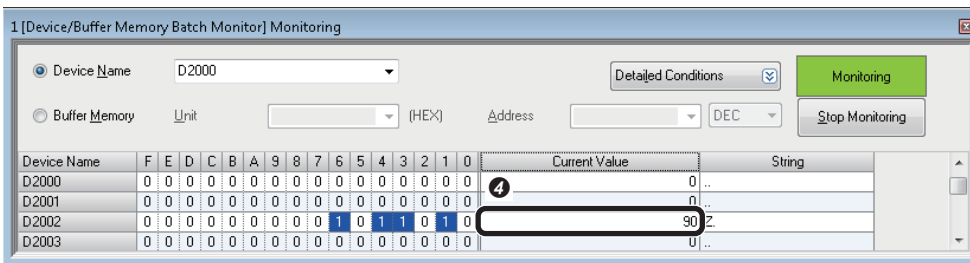 1 [Device/Buffer Memory Batch Monitor] Monitoring
Device Name D2000 Detailed Conditions Monitoring
Buffer Memory Unit (HEX) Address DEC Stop Monitoring
Device Name F E D C B A 9 8 7 6 5 4 3 2 1 0 Current Value String
D2000 0 0 0 0 0 0 0 0 0 0 0 0 0 0 0 0 0 ..
D2001 0 0 0 0 0 0 0 0 0 0 0 0 0 0 0 0 0 ..
D2002 0 0 0 0 0 0 0 0 0 1 0 1 1 0 1 0 90 Z.
D2003 0 0 0 0 0 0 0 0 0 0 0 0 0 0 0 0 0 ..
4